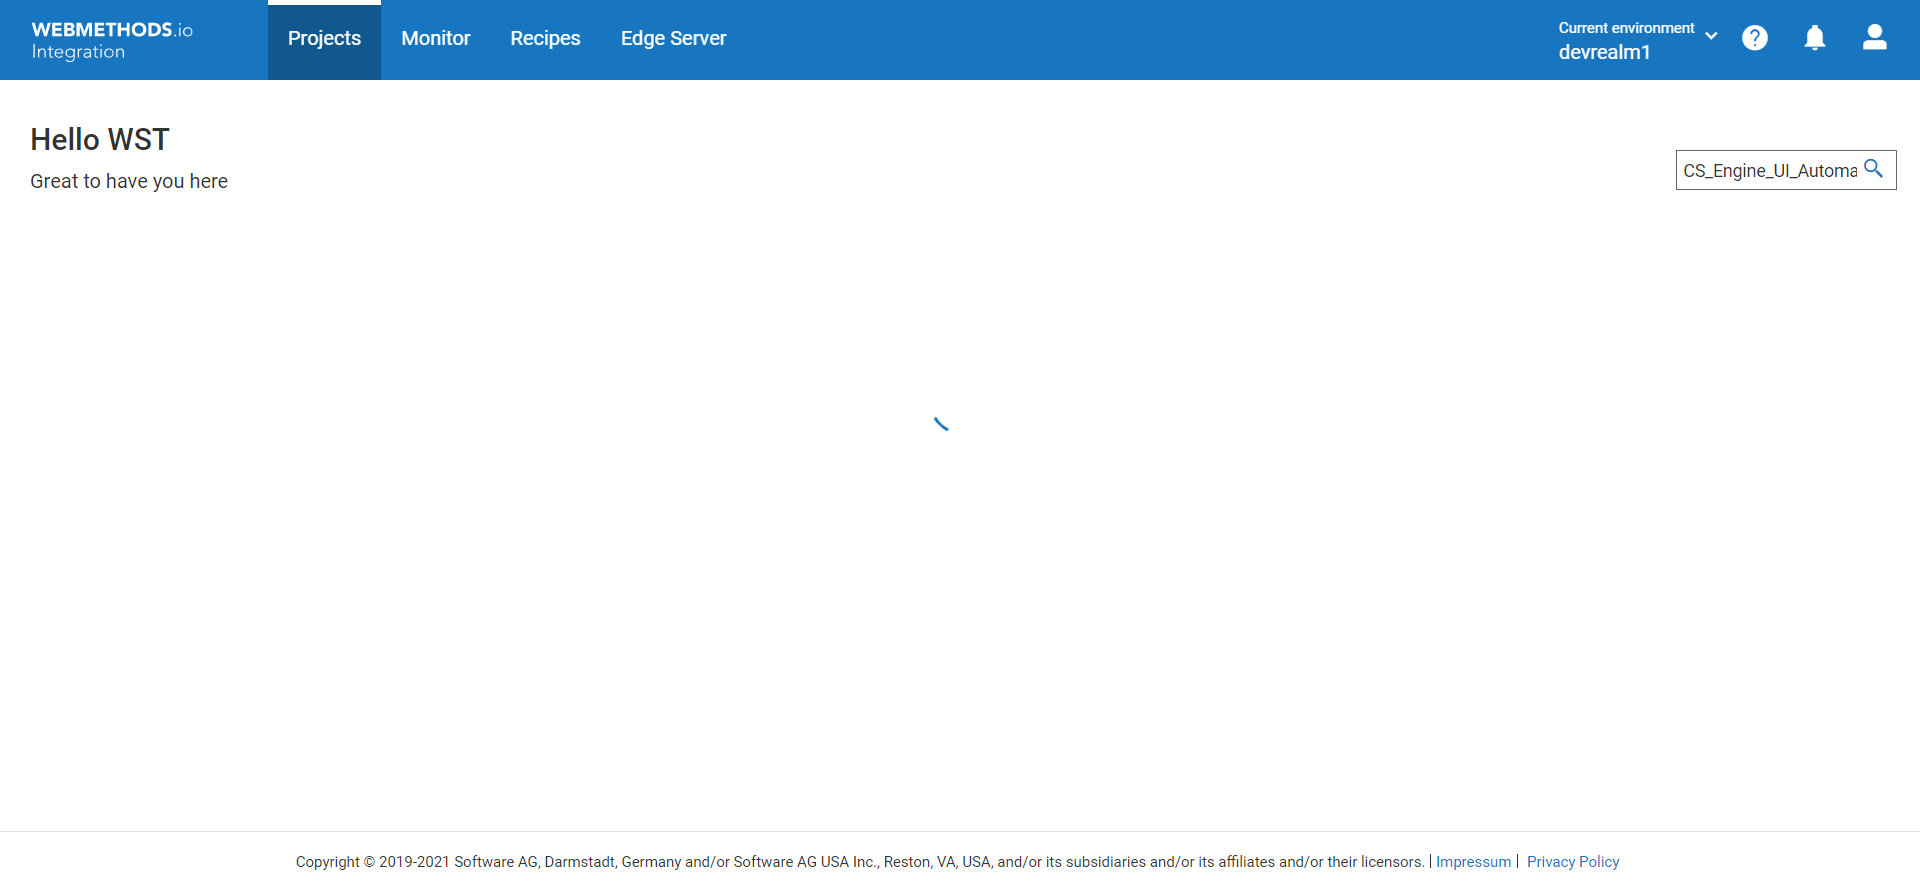 WEBMETHODS.io
Integration
Projects
Monitor
Recipes
Edge Server
Current environment
devrealm1
Hello WST
Great to have you here
CS_Engine_UI_Automa
Copyright © 2019-2021 Software AG, Darmstadt, Germany and/or Software AG USA Inc., Reston, VA, USA, and/or its subsidiaries and/or its affiliates and/or their licensors. | Impressum | Privacy Policy